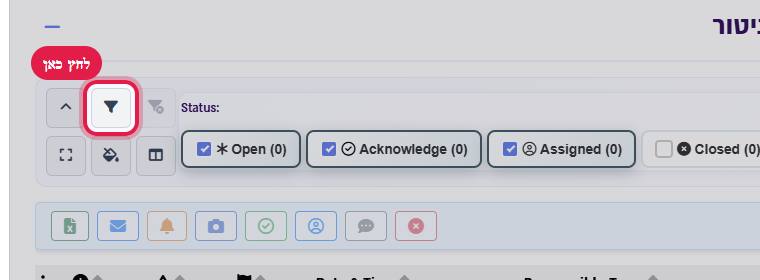 ניטור
לחץ כאן
Status:
Open (0)
Acknowledge (0)
Assigned (0)
Closed (0)